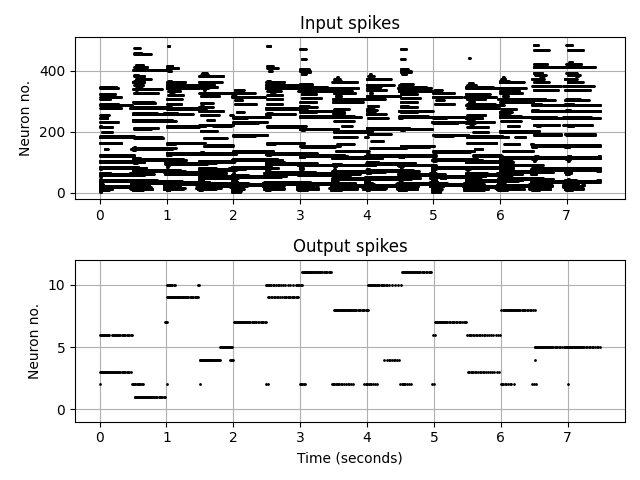 Input spikes
Neuron no.
400
200
0
0 1 2 3 4 5 6 7
Output spikes
Neuron no.
10
5
0
0 1 2 3 4 5 6 7
Time (seconds)